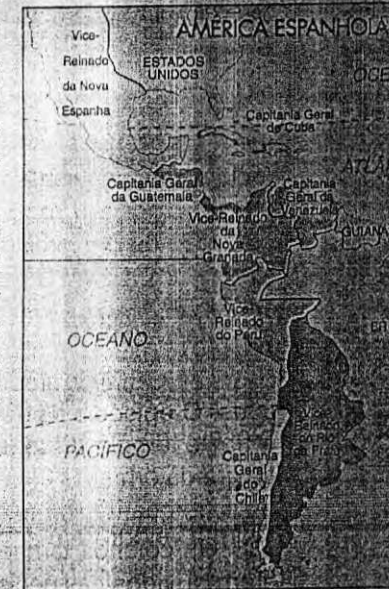 AMÉRICA ESPANHOLA
Vice-
Reinado
da Nova
Espanha
ESTADOS
UNIDOS
Capitania Geral
de Cuba
Capitania Geral
da Guatemala
Capitania
Geral da
Venezuela
Vice-Reinado
da
Nova
Granada
GUIANA
Vice-
Reinado
do Peru
OCEANO
PACÍFICO
Capitania
Geral
do
Chile
Vice-
Reinado
do Rio
da Prata